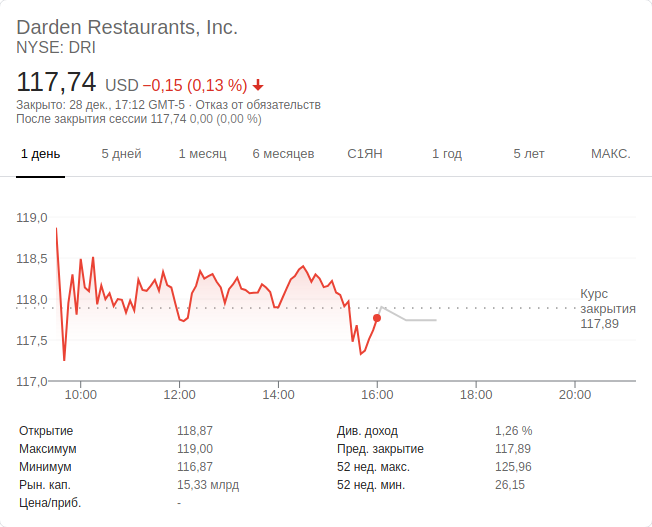 Darden Restaurants, Inc.
NYSE: DRI
117,74 USD −0,15 (0,13 %)
Закрыто: 28 дек., 17:12 GMT-5 · Отказ от обязательств
После закрытия сессии 117,74 0,00 (0,00 %)
1 день 5 дней 1 месяц 6 месяцев С1ЯН 1 год 5 лет МАКС.
119,0
118,5
118,0
117,5
117,0
Курс
закрытия
117,89
10:00 12:00 14:00 16:00 18:00 20:00
Открытие 118,87 Див. доход 1,26 %
Максимум 119,00 Пред. закрытие 117,89
Минимум 116,87 52 нед. макс. 125,96
Рын. кап. 15,33 млрд 52 нед. мин. 26,15
Цена/приб. -